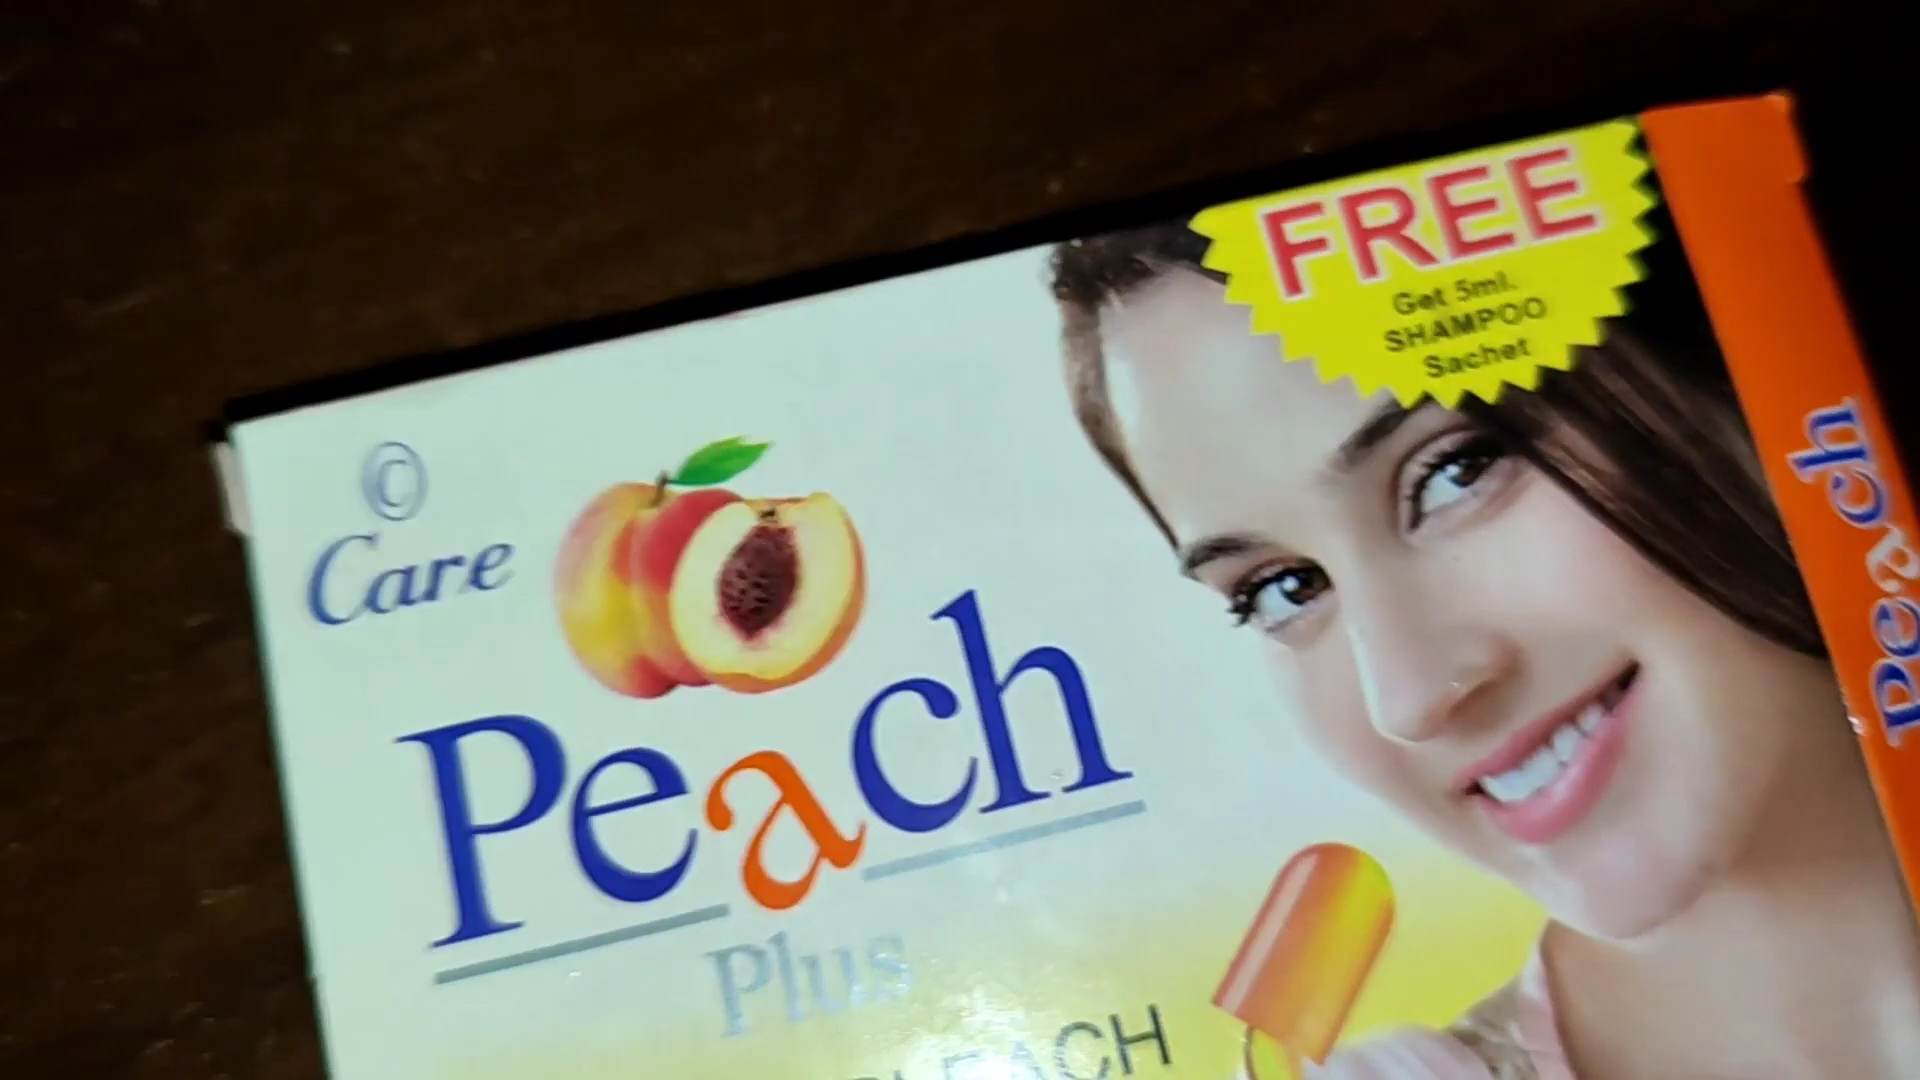 FREE
Get 5ml.
SHAMPOO
Sachet
©
Care
Peach
Plus
BLEACH
Peach